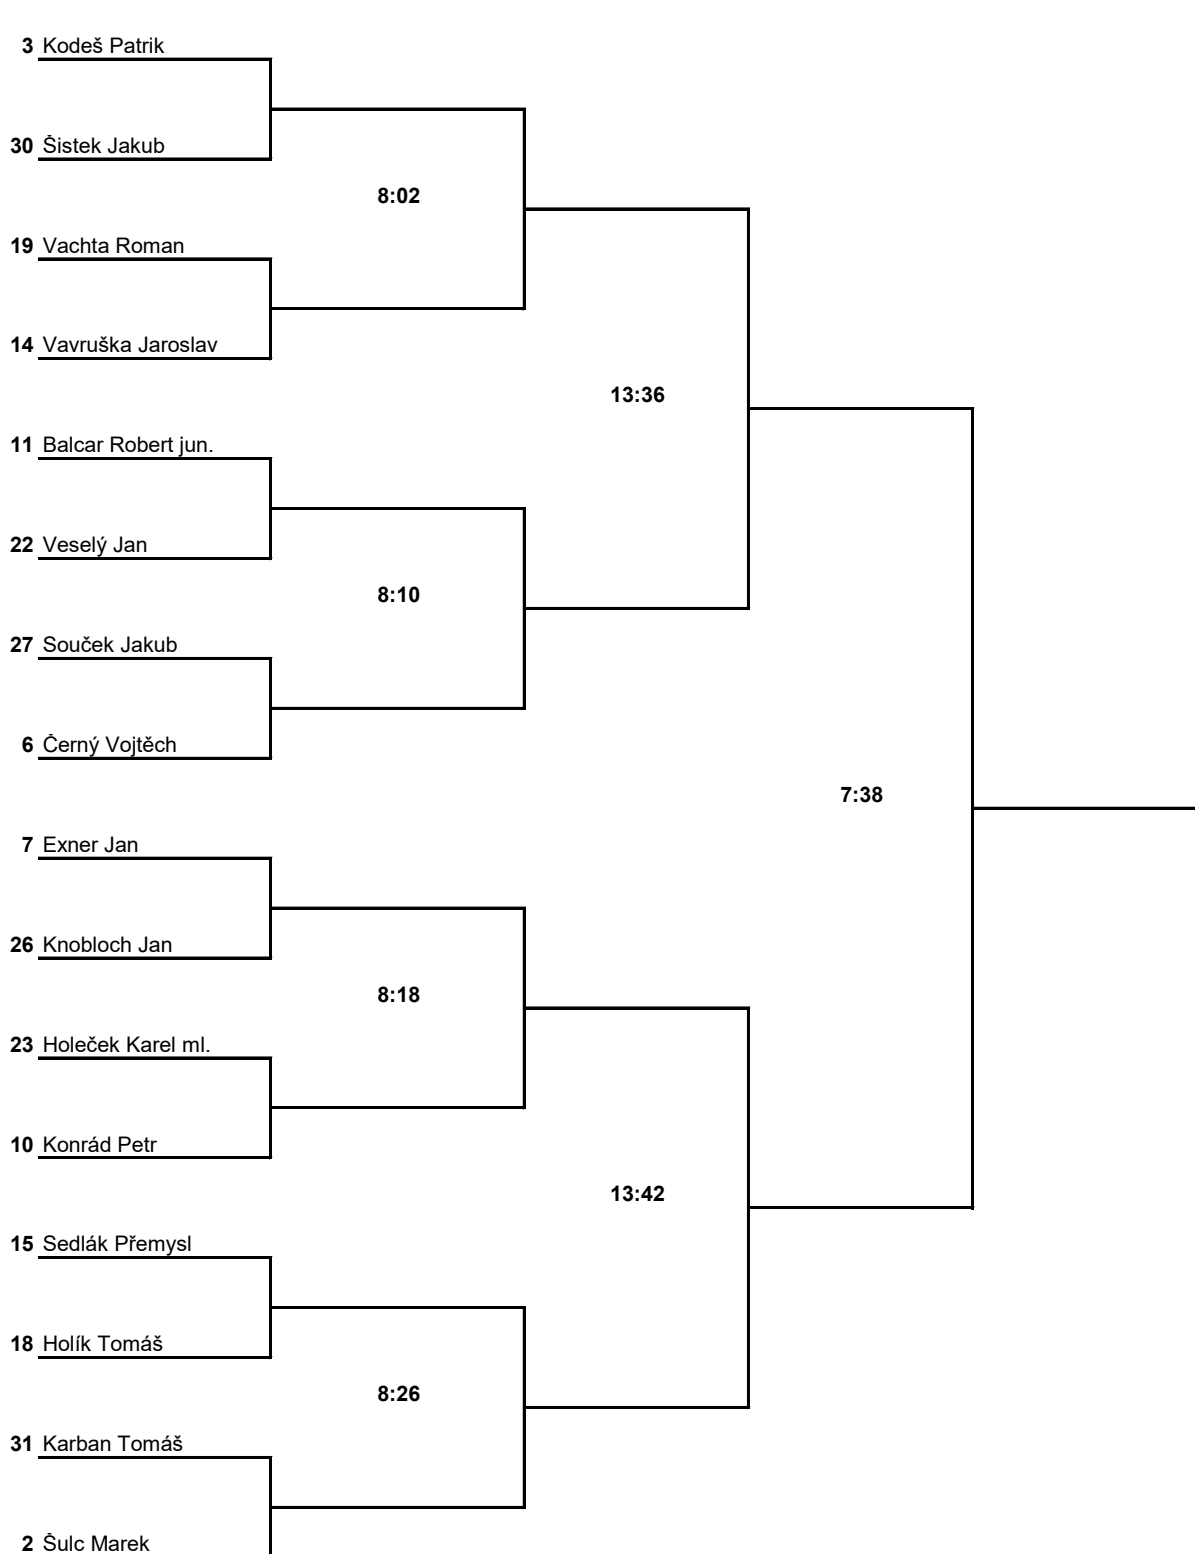 3 Kodeš Patrik
30 Šistek Jakub
8:02
19 Vachta Roman
14 Vavruška Jaroslav
13:36
11 Balcar Robert jun.
22 Veselý Jan
8:10
27 Souček Jakub
6 Černý Vojtěch
7:38
7 Exner Jan
26 Knobloch Jan
8:18
23 Holeček Karel ml.
10 Konrád Petr
13:42
15 Sedlák Přemysl
18 Holík Tomáš
8:26
31 Karban Tomáš
2 Šulc Marek